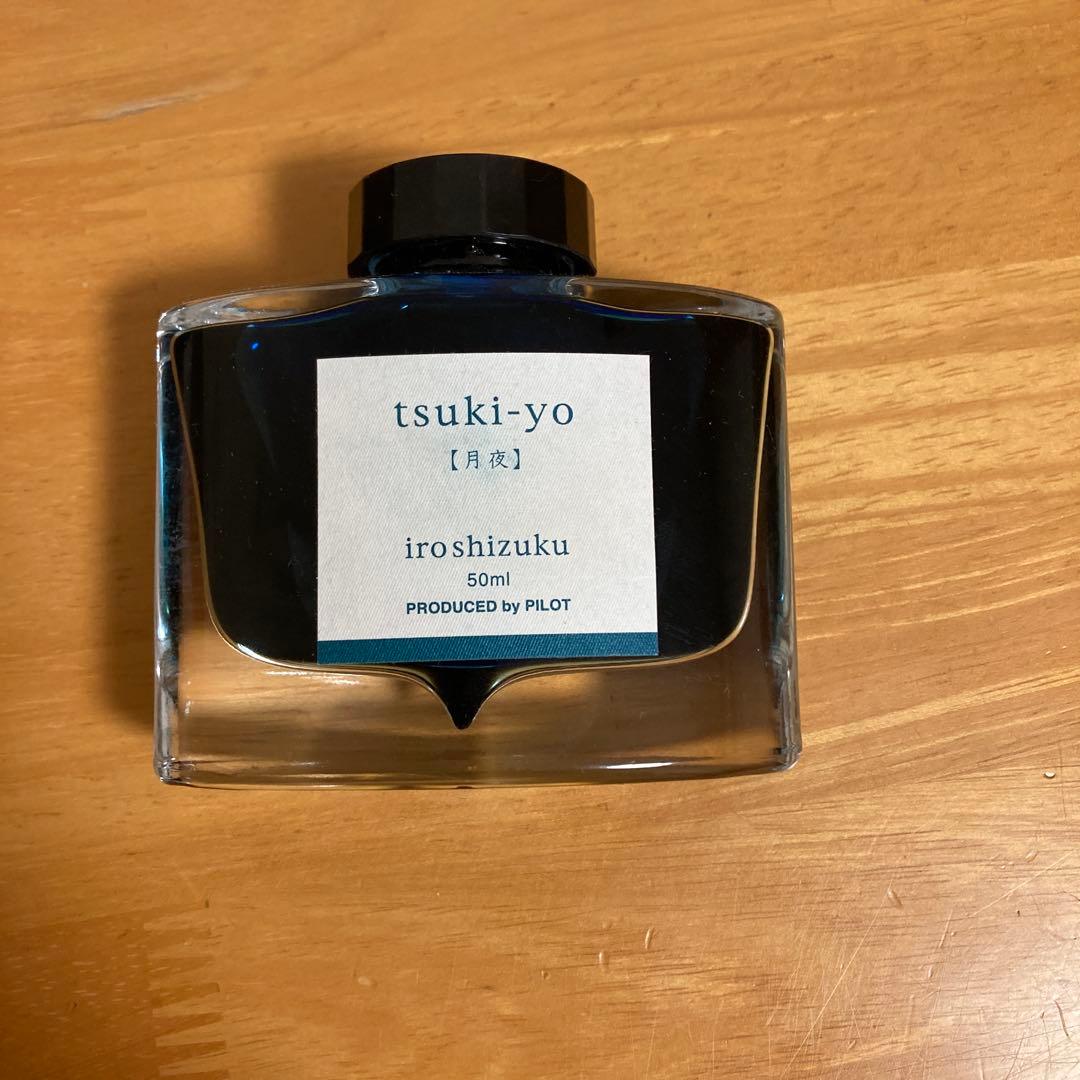 tsuki-yo
【月夜】
iroshizuku
50ml
PRODUCED by PILOT